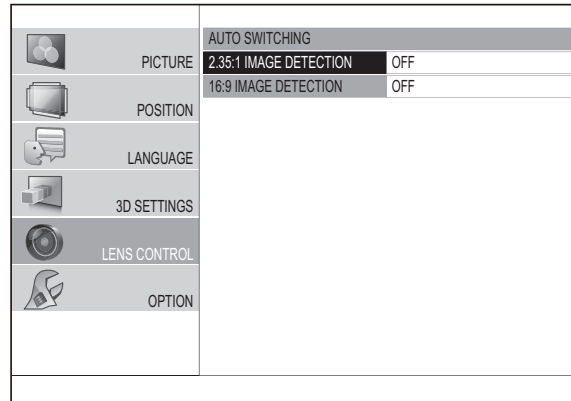 PICTURE
POSITION
LANGUAGE
3D SETTINGS
LENS CONTROL
OPTION
AUTO SWITCHING
2.35:1 IMAGE DETECTION OFF
16:9 IMAGE DETECTION OFF